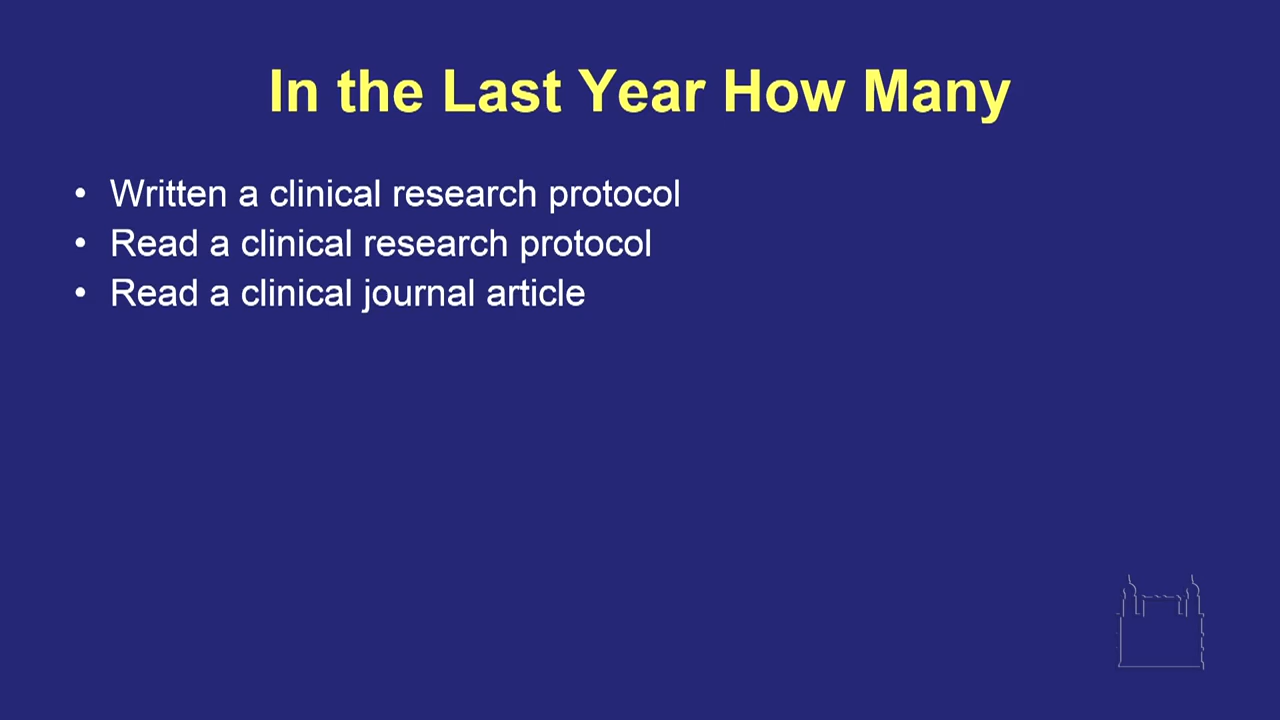 In the Last Year How Many
• Written a clinical research protocol
• Read a clinical research protocol
• Read a clinical journal article